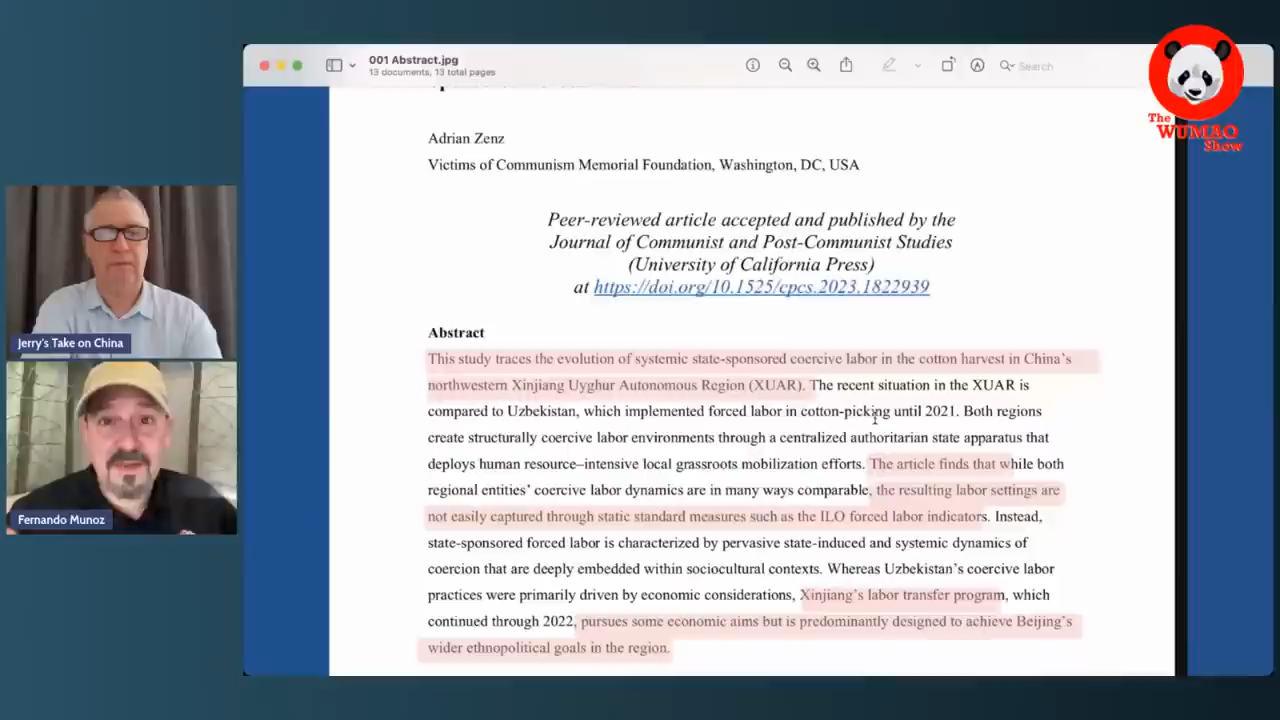 001 Abstract.jpg
13 documents, 13 total pages
Search
The
WUMAO
Show
Adrian Zenz
Victims of Communism Memorial Foundation, Washington, DC, USA
Peer-reviewed article accepted and published by the
Journal of Communist and Post-Communist Studies
(University of California Press)
at https://doi.org/10.1525/cpcs.2023.1822939
Abstract
This study traces the evolution of systemic state-sponsored coercive labor in the cotton harvest in China's
northwestern Xinjiang Uyghur Autonomous Region (XUAR). The recent situation in the XUAR is
compared to Uzbekistan, which implemented forced labor in cotton-picking until 2021. Both regions
create structurally coercive labor environments through a centralized authoritarian state apparatus that
deploys human resource–intensive local grassroots mobilization efforts. The article finds that while both
regional entities' coercive labor dynamics are in many ways comparable, the resulting labor settings are
not easily captured through static standard measures such as the ILO forced labor indicators. Instead,
state-sponsored forced labor is characterized by pervasive state-induced and systemic dynamics of
coercion that are deeply embedded within sociocultural contexts. Whereas Uzbekistan's coercive labor
practices were primarily driven by economic considerations, Xinjiang's labor transfer program, which
continued through 2022, pursues some economic aims but is predominantly designed to achieve Beijing's
wider ethnopolitical goals in the region.
Jerry's Take on China
Fernando Munoz